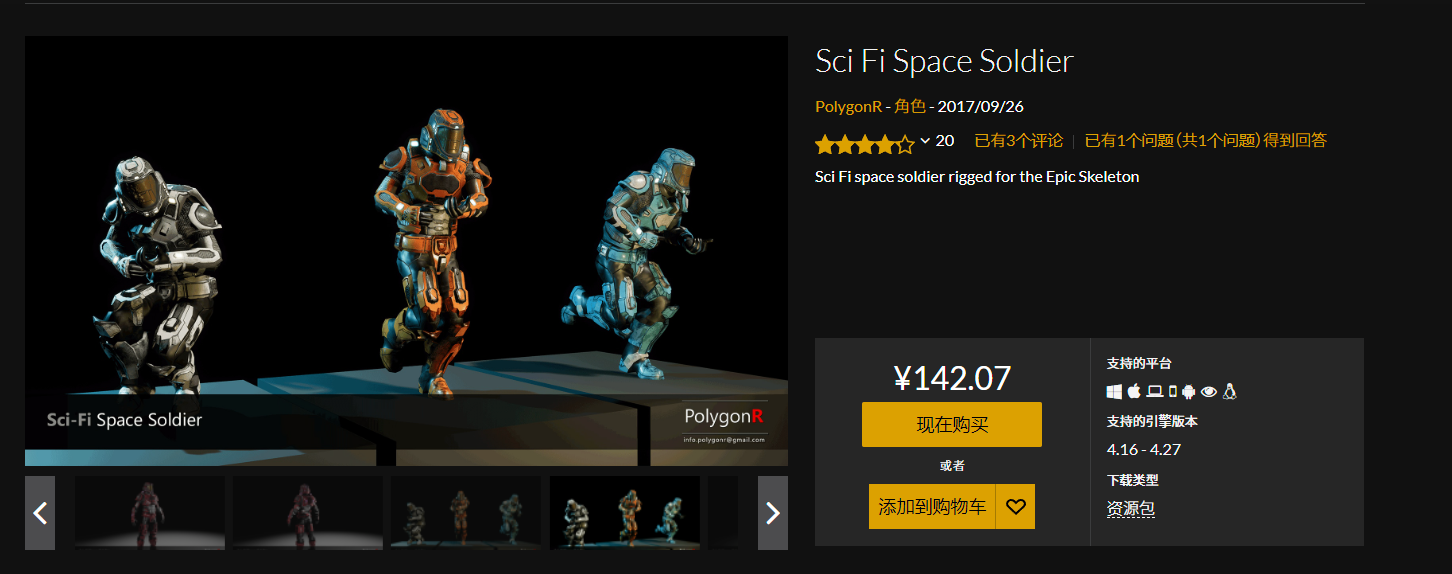 Sci Fi Space Soldier
PolygonR - 角色 - 2017/09/26
20 已有3个评论 已有1个问题（共1个问题）得到回答
Sci Fi space soldier rigged for the Epic Skeleton
Sci-Fi Space Soldier
PolygonR
info.polygonr@gmail.com
¥142.07
现在购买
或者
添加到购物车
支持的平台
支持的引擎版本
4.16 - 4.27
下载类型
资源包